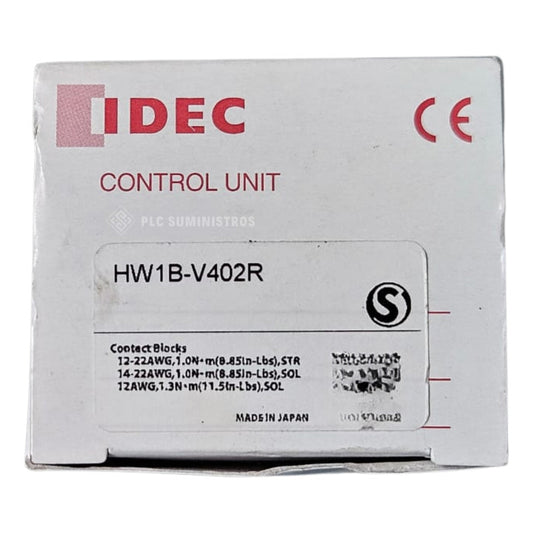 IDEC
CE
CONTROL UNIT
PLC SUMINISTROS
HW1B-V402R
S
Contact Blocks
12-22AWG,1.0N·m(8.85In-Lbs),STR
14-22AWG,1.0N·m(8.85In-Lbs),SOL
12AWG,1.3N·m(11.5In-Lbs),SOL
MADE IN JAPAN